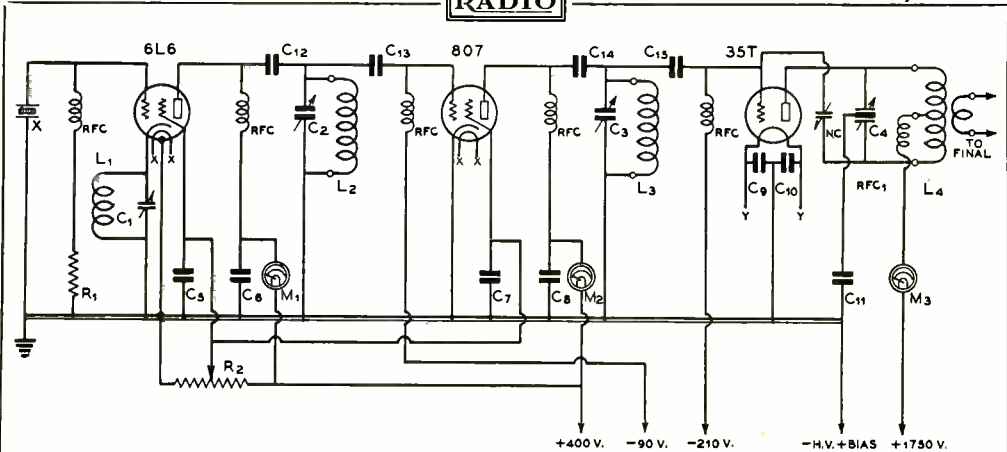 RADIO
6L6
C12
C13
807
C14
C15
35T
X
RFC
RFC
C2
RFC
RFC
C3
RFC
NC
C4
TO
FINAL
L1
C1
X X
L2
X X
L3
C9 C10
RFC1
L4
Y Y
R1
C5
C6
M1
C7
C8
M2
C11
M3
R2
+400 V.
-90 V.
-210 V.
-H.V.+BIAS
+1750 V.